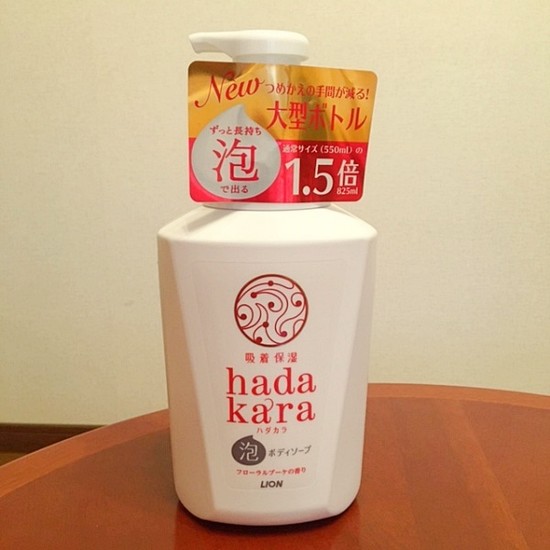 New
つめかえの手間が減る!
大型ボトル
ずっと長持ち
泡
で出る
通常サイズ(550ml)の
1.5倍
825ml
吸着保湿
hada
kara
ハダカラ
泡 ボディソープ
フローラルブーケの香り
LION